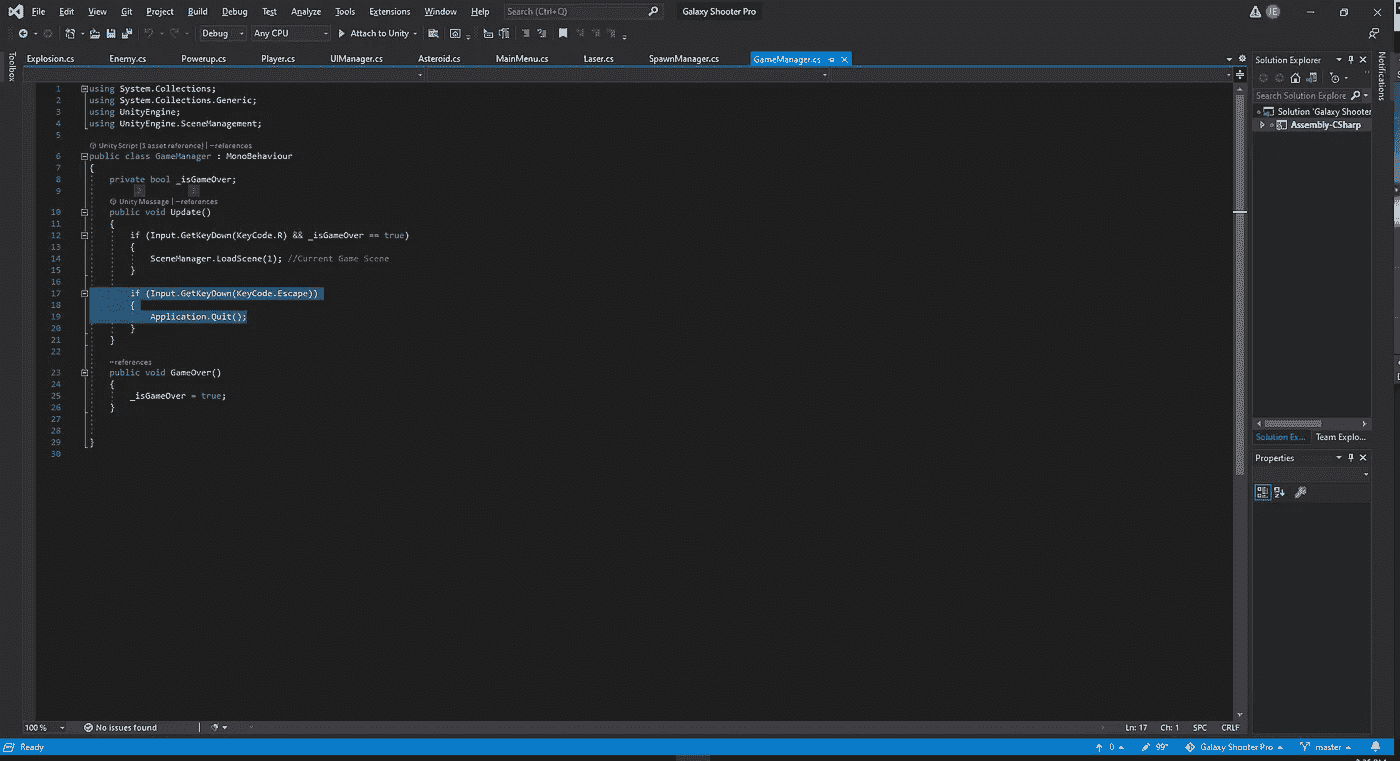 File Edit View Git Project Build Debug Test Analyze Tools Extensions Window Help Search (Ctrl+Q) Galaxy Shooter Pro IE
Debug Any CPU Attach to Unity
Toolbox
Explosion.cs Enemy.cs Powerup.cs Player.cs UIManager.cs Asteroid.cs MainMenu.cs Laser.cs SpawnManager.cs GameManager.cs
1 using System.Collections;
2 using System.Collections.Generic;
3 using UnityEngine;
4 using UnityEngine.SceneManagement;
5
Unity Script (1 asset reference) | -references
6 public class GameManager : MonoBehaviour
7 {
8 private bool _isGameOver;
9
Unity Message | -references
10 public void Update()
11 {
12 if (Input.GetKeyDown(KeyCode.R) && _isGameOver == true)
13 {
14 SceneManager.LoadScene(1); //Current Game Scene
15 }
16
17 if (Input.GetKeyDown(KeyCode.Escape))
18 {
19 Application.Quit();
20 }
21 }
22
-references
23 public void GameOver()
24 {
25 _isGameOver = true;
26 }
27
28
29 }
30
Solution Explorer
Search Solution Explore
Solution 'Galaxy Shooter
Assembly-CSharp
Solution Ex... Team Explo...
Properties
Notifications
100 % No issues found Ln: 17 Ch: 1 SPC CRLF
Ready 0 99+ Galaxy Shooter Pro master